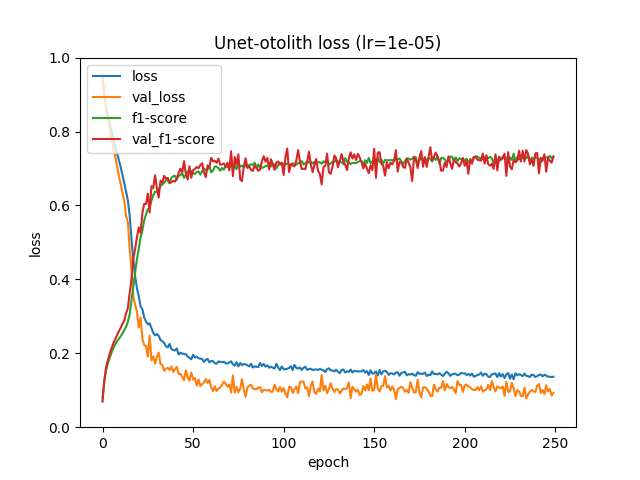 Unet-otolith loss (lr=1e-05)
loss
val_loss
f1-score
val_f1-score
1.0
0.8
0.6
0.4
0.2
0.0
loss
0 50 100 150 200 250
epoch